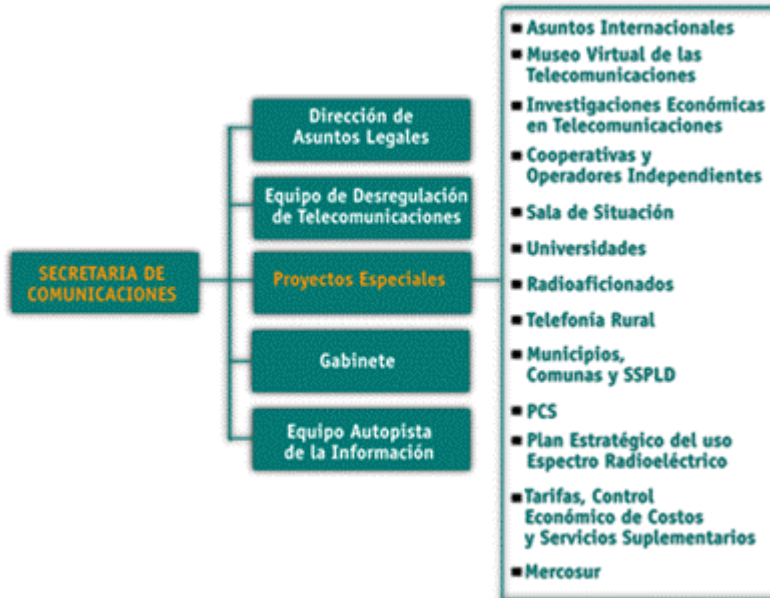 SECRETARIA DE
COMUNICACIONES
Dirección de
Asuntos Legales
Equipo de Desregulación
de Telecomunicaciones
Proyectos Especiales
Gabinete
Equipo Autopista
de la Información
Asuntos Internacionales
Museo Virtual de las
Telecomunicaciones
Investigaciones Económicas
en Telecomunicaciones
Cooperativas y
Operadores Independientes
Sala de Situación
Universidades
Radioaficionados
Telefonía Rural
Municipios,
Comunas y SSPLD
PCS
Plan Estratégico del uso
Espectro Radioeléctrico
Tarifas, Control
Económico de Costos
y Servicios Suplementarios
Mercosur